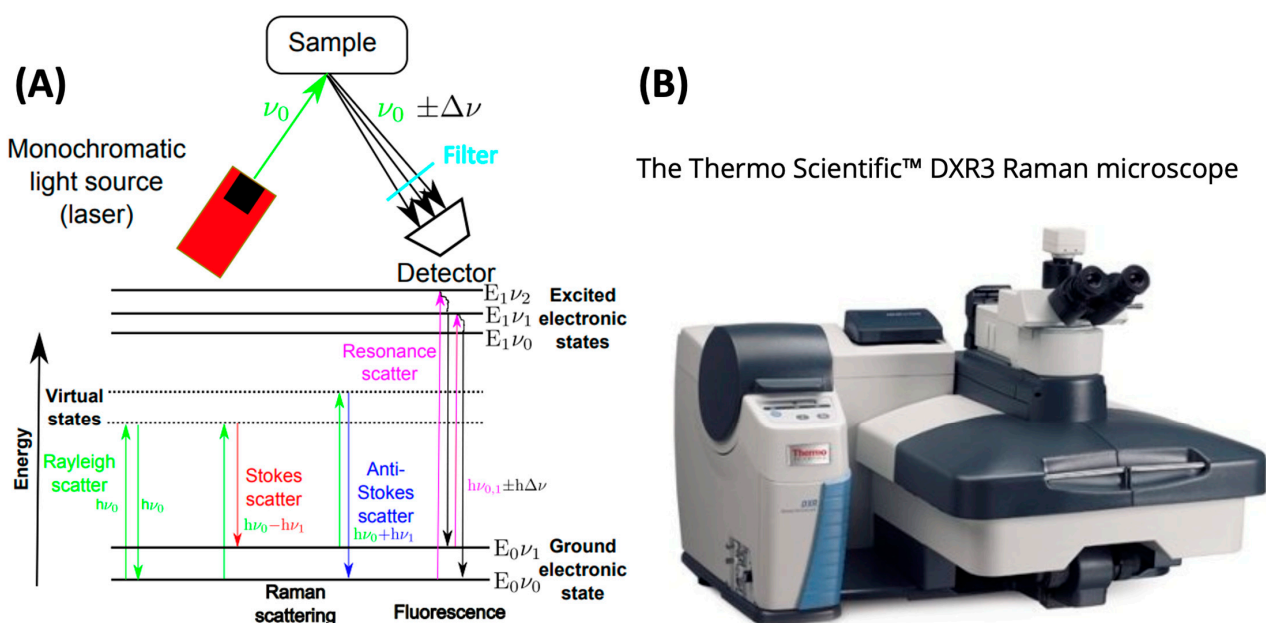 (A)
Sample
ν₀
ν₀ ±Δν
Filter
Monochromatic
light source
(laser)
Detector
E₁ν₂
E₁ν₁
E₁ν₀
Excited
electronic
states
Resonance
scatter
Virtual
states
Energy
Rayleigh
scatter
hν₀
hν₀
Stokes
scatter
hν₀−hν₁
Anti-
Stokes
scatter
hν₀+hν₁
hν₀,₁±hΔν
E₀ν₁
E₀ν₀
Ground
electronic
state
Raman
scattering
Fluorescence
(B)
The Thermo Scientific™ DXR3 Raman microscope
Thermo
SCIENTIFIC
DXR